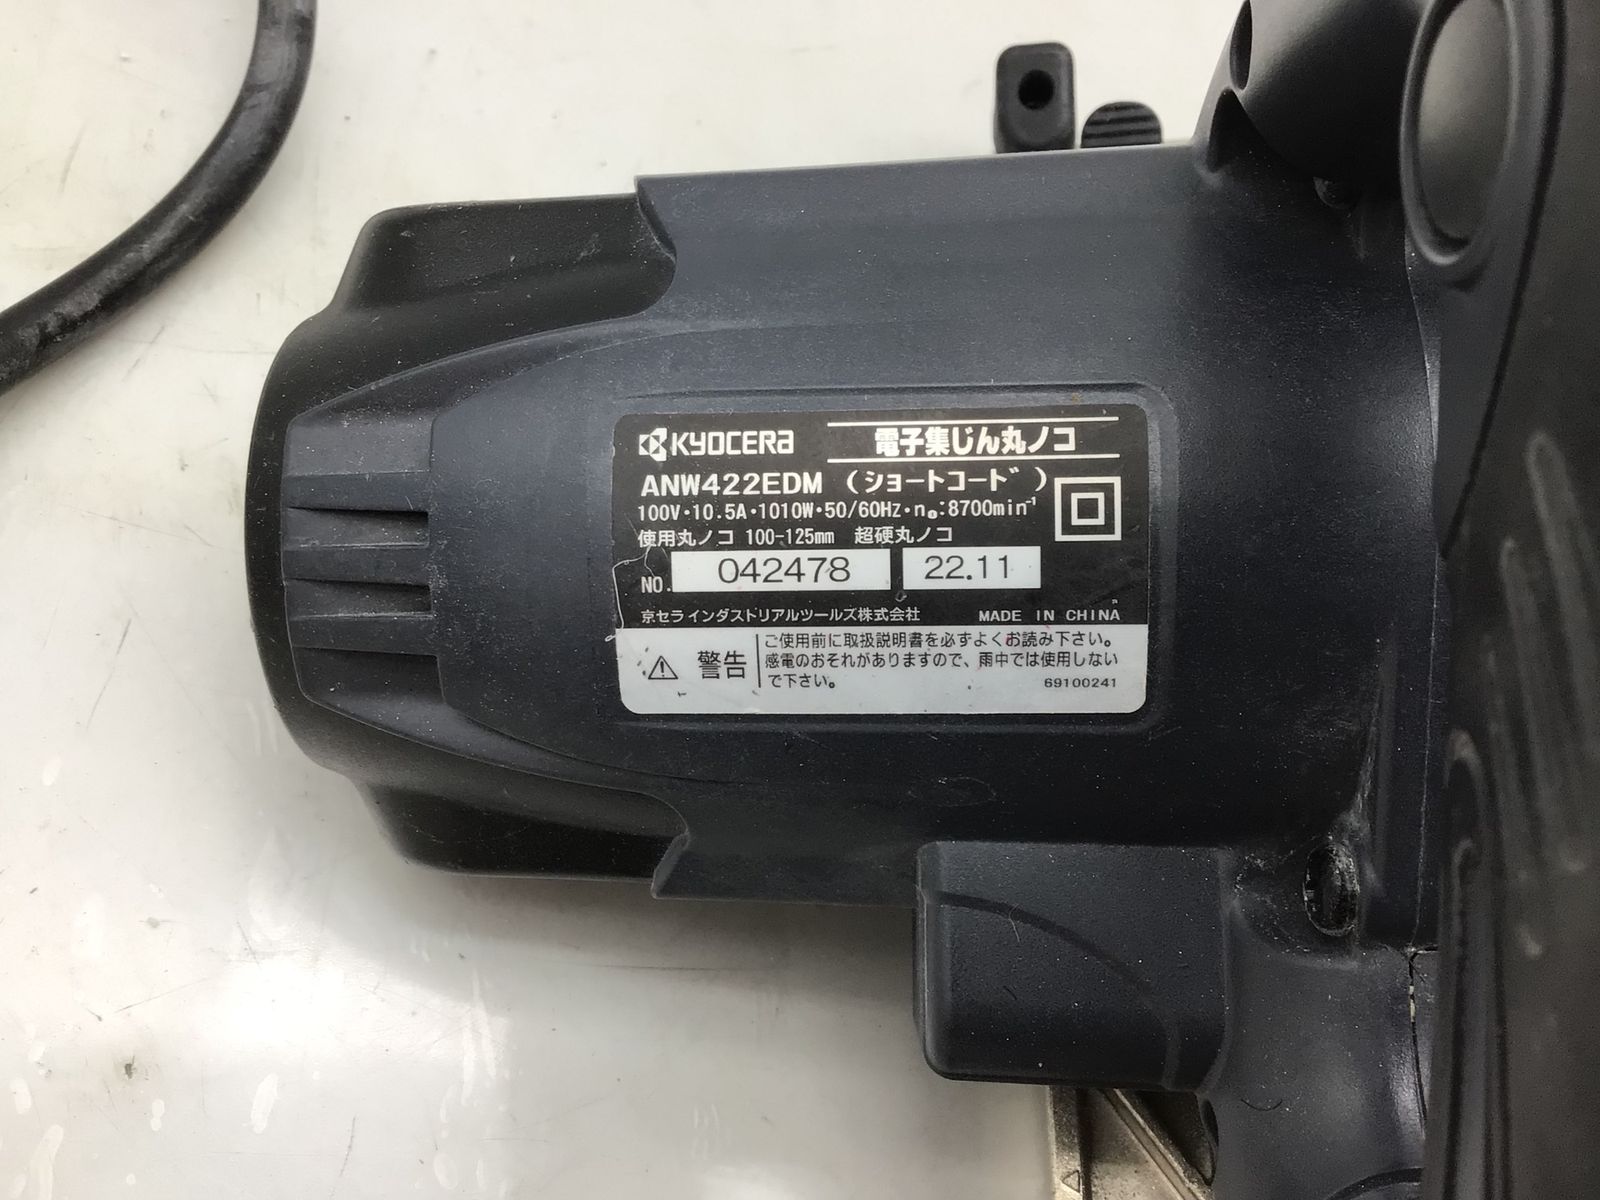 KYOCERA 電子集じん丸ノコ
ANW422EDM (ショートコード)
100V・10.5A・1010W・50/60Hz・n₀:8700min⁻¹
使用丸ノコ 100-125mm 超硬丸ノコ
NO. 042478 22.11
京セラインダストリアルツールズ株式会社 MADE IN CHINA
警告
ご使用前に取扱説明書を必ずよくお読み下さい。
感電のおそれがありますので、雨中では使用しない
で下さい。
69100241